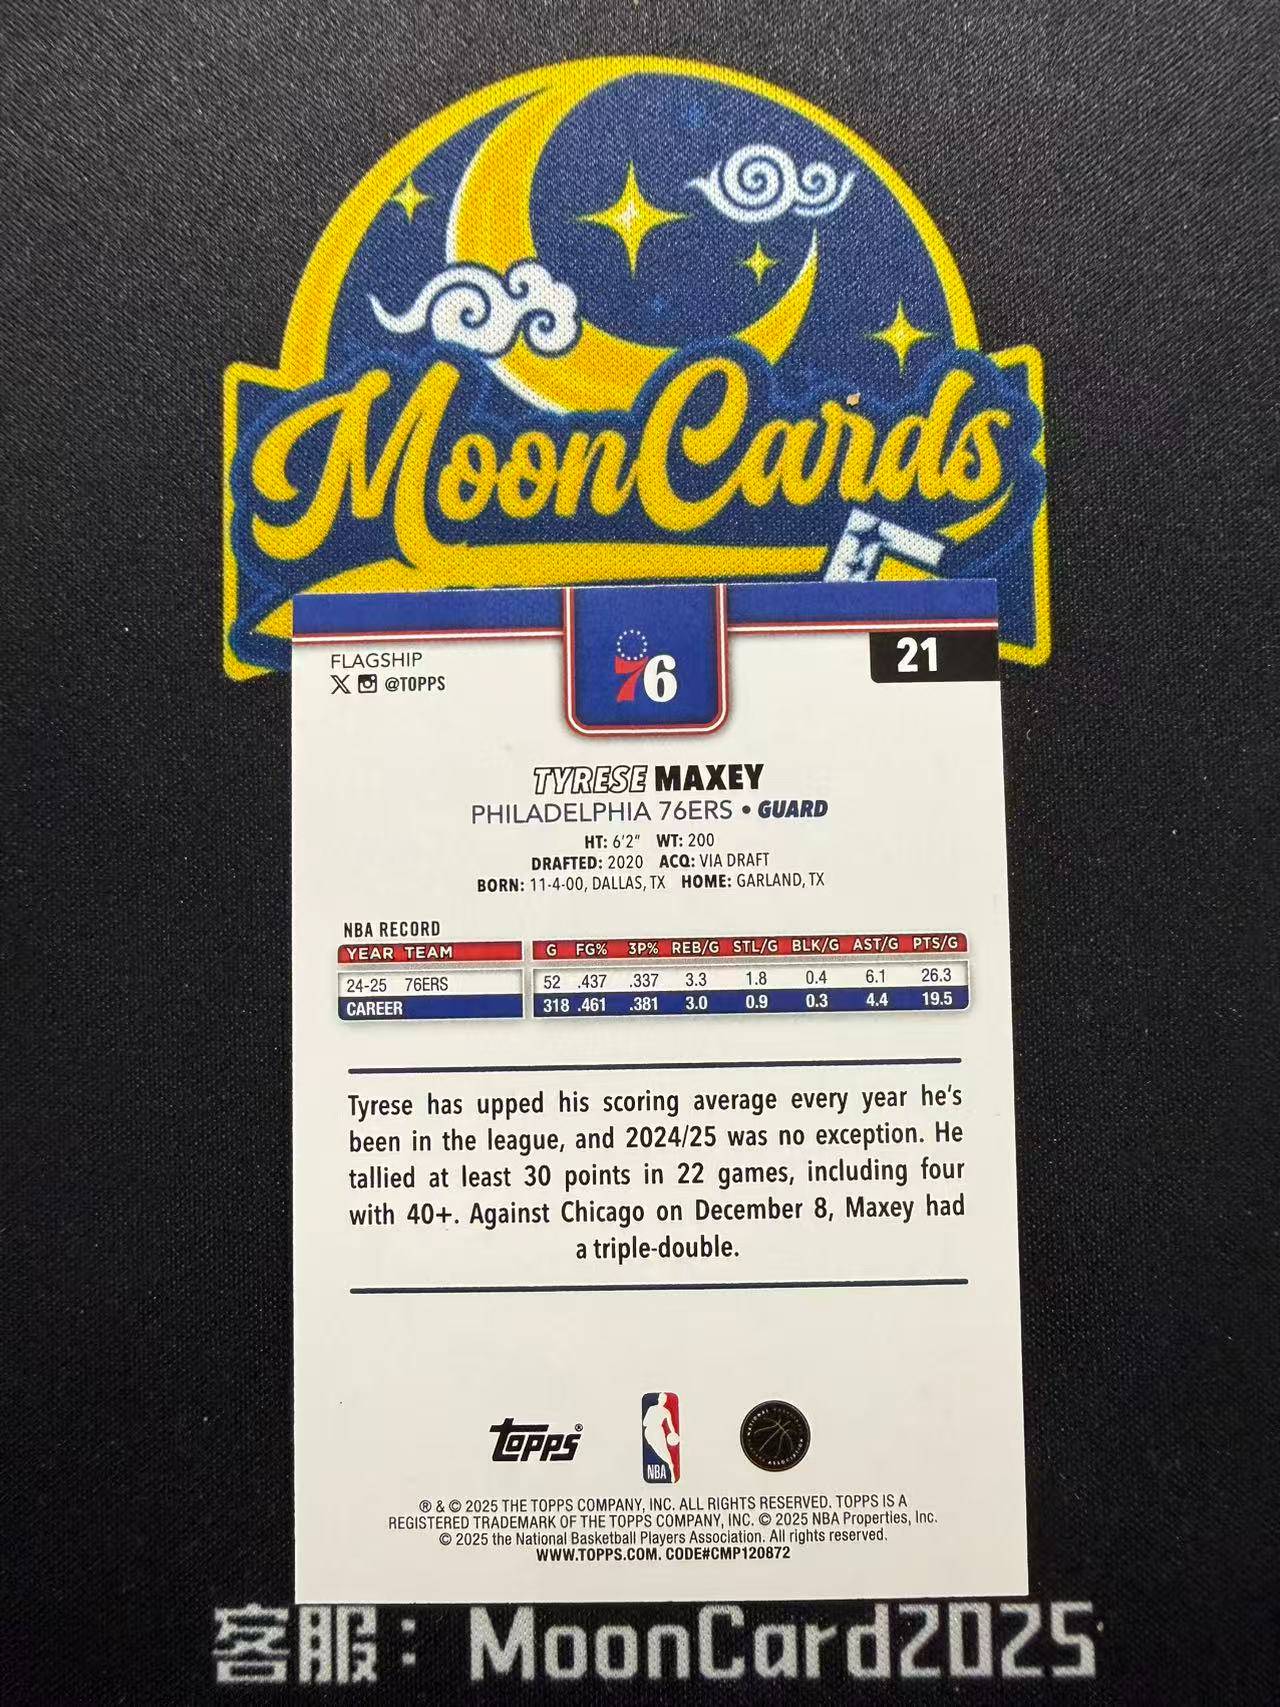 MoonCards
FLAGSHIP
@TOPPS
76
21
TYRESE MAXEY
PHILADELPHIA 76ERS • GUARD
HT: 6'2" WT: 200
DRAFTED: 2020 ACQ: VIA DRAFT
BORN: 11-4-00, DALLAS, TX HOME: GARLAND, TX
NBA RECORD
YEAR TEAM G FG% 3P% REB/G STL/G BLK/G AST/G PTS/G
24-25 76ERS 52 .437 .337 3.3 1.8 0.4 6.1 26.3
CAREER 318 .461 .381 3.0 0.9 0.3 4.4 19.5
Tyrese has upped his scoring average every year he's
been in the league, and 2024/25 was no exception. He
tallied at least 30 points in 22 games, including four
with 40+. Against Chicago on December 8, Maxey had
a triple-double.
Topps®
NBA
NATIONAL BASKETBALL PLAYERS ASSOCIATION
® & © 2025 THE TOPPS COMPANY, INC. ALL RIGHTS RESERVED. TOPPS IS A
REGISTERED TRADEMARK OF THE TOPPS COMPANY, INC. © 2025 NBA Properties, Inc.
© 2025 the National Basketball Players Association. All rights reserved.
WWW.TOPPS.COM. CODE#CMP120872
客服：MoonCard2025